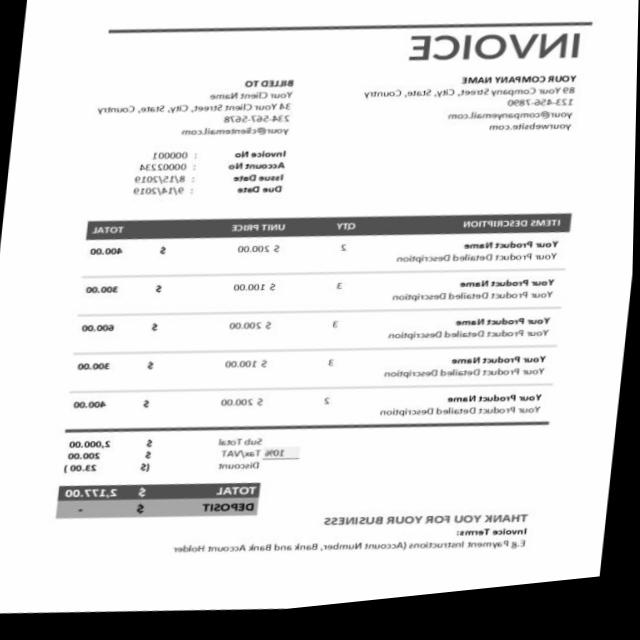 INVOICE
YOUR COMPANY NAME
89 Your Company Street, City, State, Country
123-456-7890
your@companyemail.com
yourwebsite.com
BILLED TO
Your Client Name
34 Your Client Street, City, State, Country
234-567-5678
your@clientemail.com
Invoice No : 000001
Account No : 00002234
Issue Date : 8/15/2019
Due Date : 9/14/2019
ITEMS DESCRIPTION QTY UNIT PRICE TOTAL
Your Product Name 2 $ 200.00 $ 400.00
Your Product Detailed Description
Your Product Name 3 $ 100.00 $ 300.00
Your Product Detailed Description
Your Product Name 3 $ 200.00 $ 600.00
Your Product Detailed Description
Your Product Name 3 $ 100.00 $ 300.00
Your Product Detailed Description
Your Product Name 2 $ 200.00 $ 400.00
Your Product Detailed Description
Sub Total $ 2,000.00
10% Tax/VAT $ 200.00
Discount ($ 23.00 )
TOTAL $ 2,177.00
DEPOSIT $ -
THANK YOU FOR YOUR BUSINESS
Invoice Terms:
E.g Payment Instructions (Account Number, Bank and Bank Account Holder